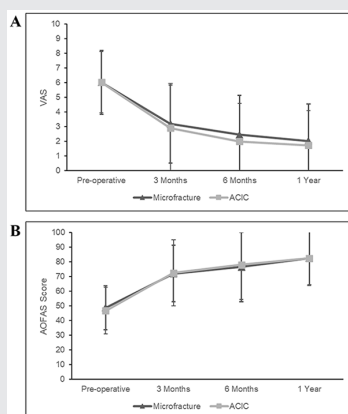 A
10
9
8
7
6
5
4
3
2
1
0
VAS
Pre-operative 3 Months 6 Months 1 Year
Microfracture ACIC
B
100
90
80
70
60
50
40
30
20
10
0
AOFAS Score
Pre-operative 3 Months 6 Months 1 Year
Microfracture ACIC